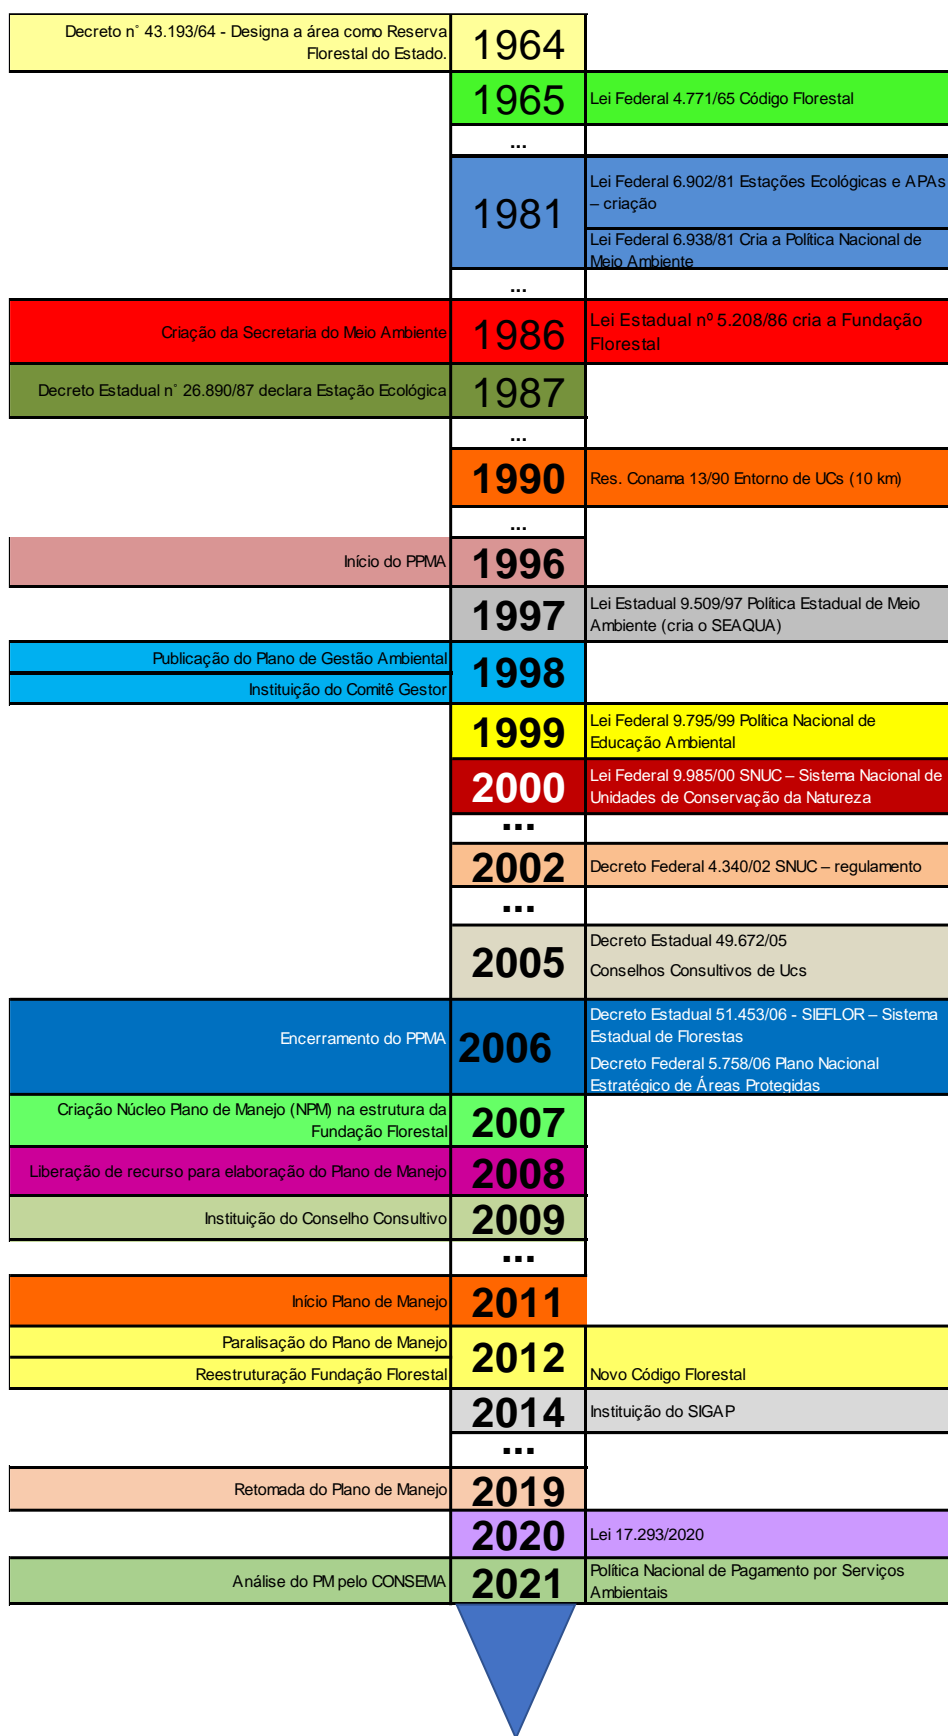 Decreto n° 43.193/64 - Designa a área como Reserva
Florestal do Estado.
1964
1965
Lei Federal 4.771/65 Código Florestal
...
1981
Lei Federal 6.902/81 Estações Ecológicas e APAs
– criação
Lei Federal 6.938/81 Cria a Política Nacional de
Meio Ambiente
...
Criação da Secretaria do Meio Ambiente
1986
Lei Estadual nº 5.208/86 cria a Fundação
Florestal
Decreto Estadual n° 26.890/87 declara Estação Ecológica
1987
...
1990
Res. Conama 13/90 Entorno de UCs (10 km)
...
Início do PPMA
1996
1997
Lei Estadual 9.509/97 Política Estadual de Meio
Ambiente (cria o SEAQUA)
Publicação do Plano de Gestão Ambiental
Instituição do Comitê Gestor
1998
1999
Lei Federal 9.795/99 Política Nacional de
Educação Ambiental
2000
Lei Federal 9.985/00 SNUC – Sistema Nacional de
Unidades de Conservação da Natureza
...
2002
Decreto Federal 4.340/02 SNUC – regulamento
...
2005
Decreto Estadual 49.672/05
Conselhos Consultivos de Ucs
Encerramento do PPMA
2006
Decreto Estadual 51.453/06 - SIEFLOR – Sistema
Estadual de Florestas
Decreto Federal 5.758/06 Plano Nacional
Estratégico de Áreas Protegidas
Criação Núcleo Plano de Manejo (NPM) na estrutura da
Fundação Florestal
2007
Liberação de recurso para elaboração do Plano de Manejo
2008
Instituição do Conselho Consultivo
2009
...
Início Plano de Manejo
2011
Paralisação do Plano de Manejo
Reestruturação Fundação Florestal
2012
Novo Código Florestal
2014
Instituição do SIGAP
...
Retomada do Plano de Manejo
2019
2020
Lei 17.293/2020
Análise do PM pelo CONSEMA
2021
Política Nacional de Pagamento por Serviços
Ambientais